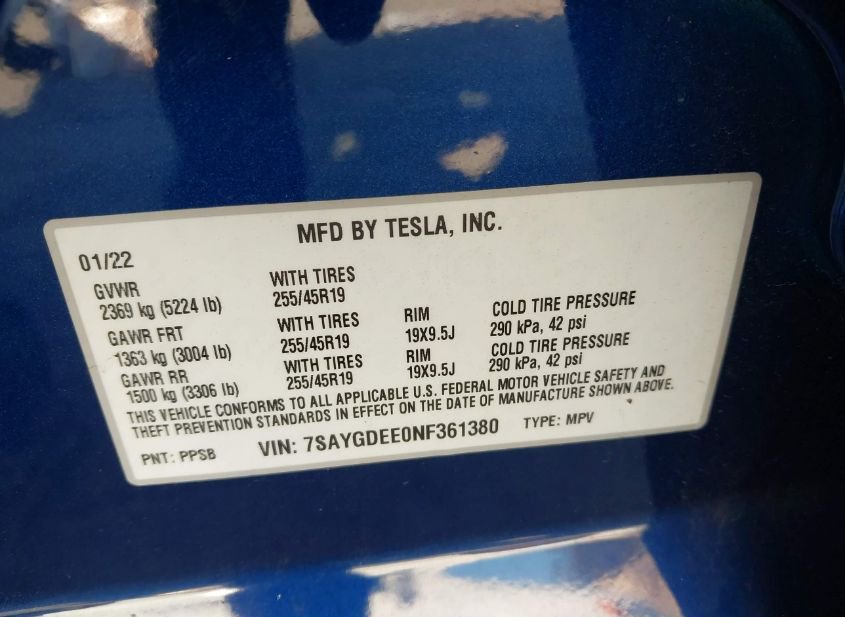 MFD BY TESLA, INC.
01/22
GVWR WITH TIRES
2369 kg (5224 lb) 255/45R19
GAWR FRT WITH TIRES RIM COLD TIRE PRESSURE
1363 kg (3004 lb) 255/45R19 19X9.5J 290 kPa, 42 psi
GAWR RR WITH TIRES RIM COLD TIRE PRESSURE
1500 kg (3306 lb) 255/45R19 19X9.5J 290 kPa, 42 psi
THIS VEHICLE CONFORMS TO ALL APPLICABLE U.S. FEDERAL MOTOR VEHICLE SAFETY AND
THEFT PREVENTION STANDARDS IN EFFECT ON THE DATE OF MANUFACTURE SHOWN ABOVE.
PNT: PPSB VIN: 7SAYGDEE0NF361380 TYPE: MPV